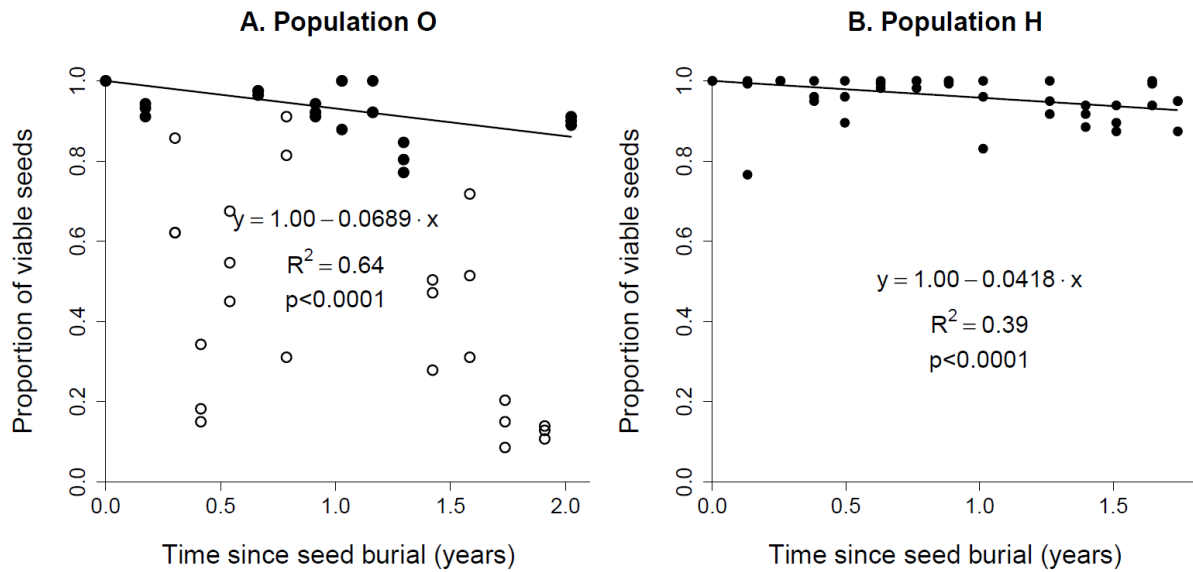 A. Population O
Proportion of viable seeds
1.0
0.8
0.6
0.4
0.2
0.0
y = 1.00 − 0.0689 · x
R² = 0.64
p<0.0001
0.0 0.5 1.0 1.5 2.0
Time since seed burial (years)
B. Population H
Proportion of viable seeds
1.0
0.8
0.6
0.4
0.2
0.0
y = 1.00 − 0.0418 · x
R² = 0.39
p<0.0001
0.0 0.5 1.0 1.5
Time since seed burial (years)